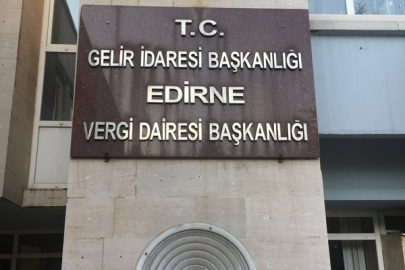 T.C.
GELİR İDARESİ BAŞKANLIĞI
EDİRNE
VERGİ DAİRESİ BAŞKANLIĞI